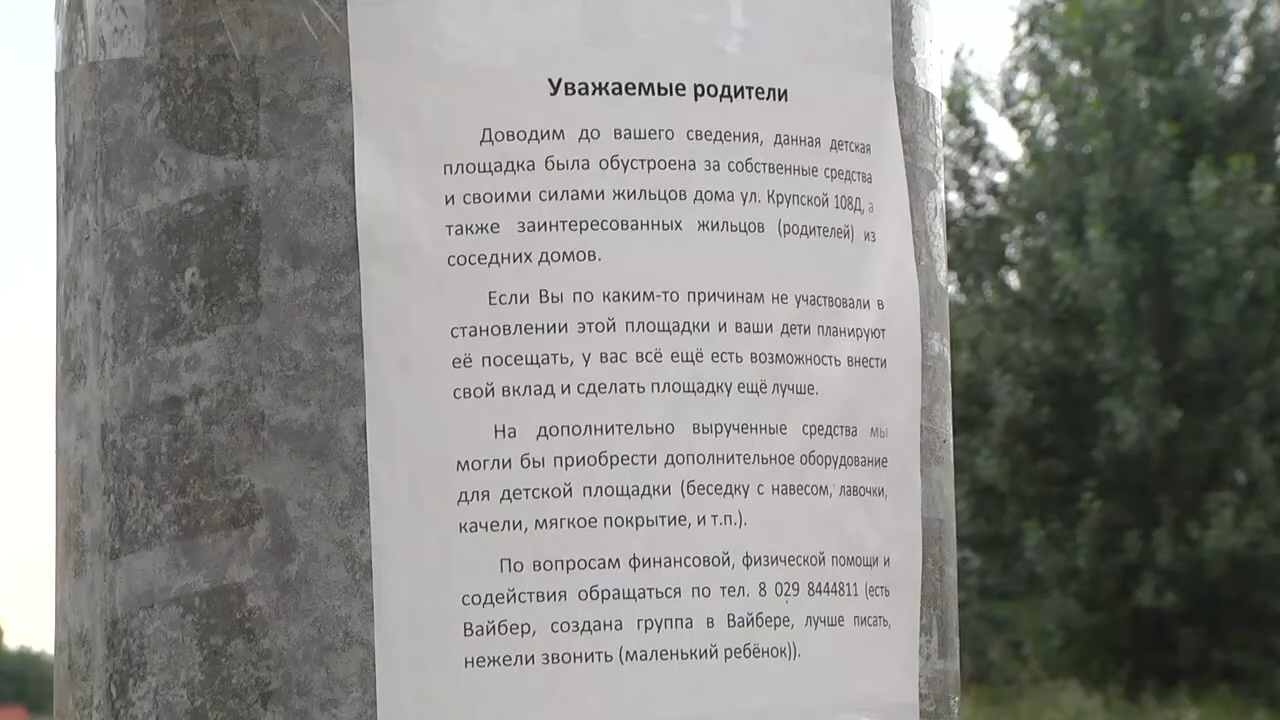 Уважаемые родители
Доводим до вашего сведения, данная детская
площадка была обустроена за собственные средства
и своими силами жильцов дома ул. Крупской 108Д, а
также заинтересованных жильцов (родителей) из
соседних домов.
Если Вы по каким-то причинам не участвовали в
становлении этой площадки и ваши дети планируют
её посещать, у вас всё ещё есть возможность внести
свой вклад и сделать площадку ещё лучше.
На дополнительно вырученные средства мы
могли бы приобрести дополнительное оборудование
для детской площадки (беседку с навесом, лавочки,
качели, мягкое покрытие, и т.п.).
По вопросам финансовой, физической помощи и
содействия обращаться по тел. 8 029 8444811 (есть
Вайбер, создана группа в Вайбере, лучше писать,
нежели звонить (маленький ребёнок)).